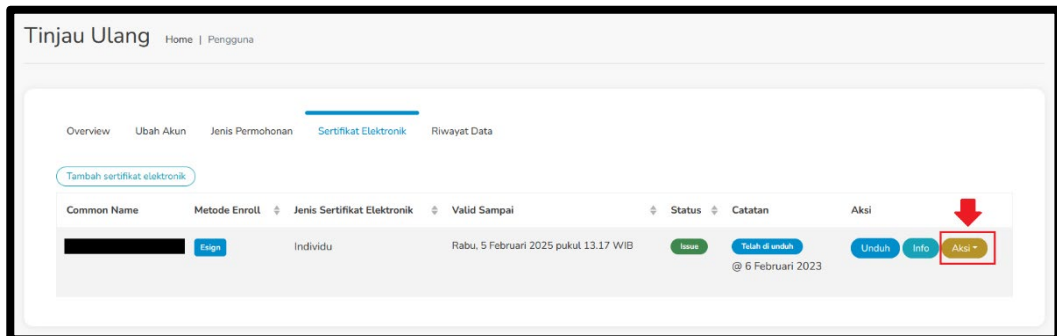 Tinjau Ulang Home | Pengguna
Overview Ubah Akun Jenis Permohonan Sertifikat Elektronik Riwayat Data
Tambah sertifikat elektronik
Common Name Metode Enroll Jenis Sertifikat Elektronik Valid Sampai Status Catatan Aksi
Esign Individu Rabu, 5 Februari 2025 pukul 13.17 WIB Issue Telah di unduh Unduh Info Aksi
@ 6 Februari 2023